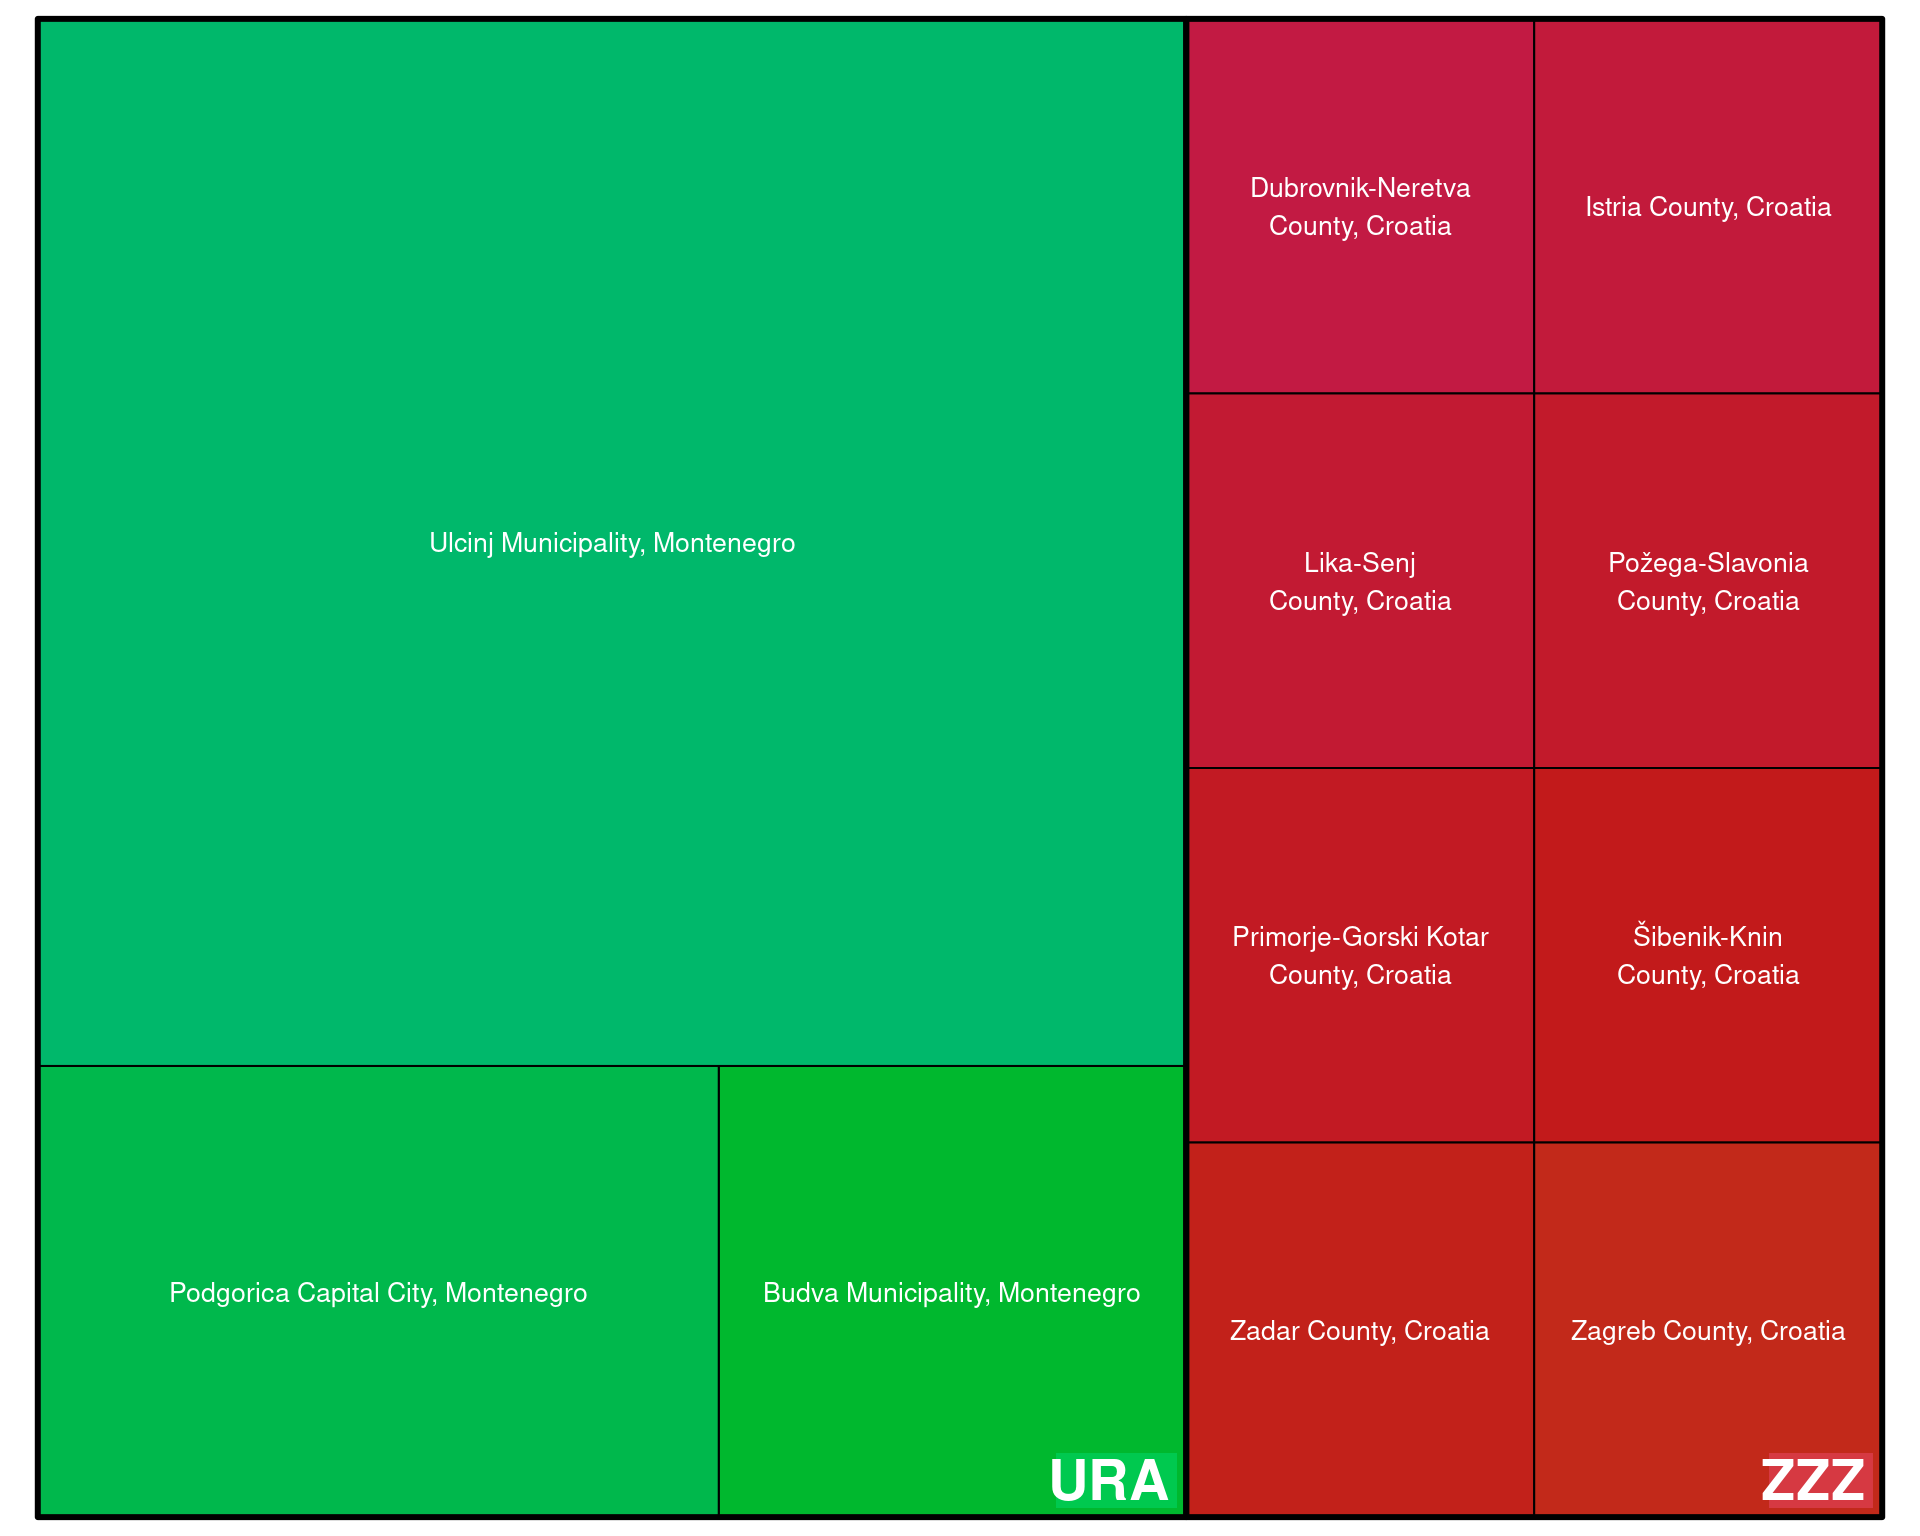 Dubrovnik-Neretva
County, Croatia
Istria County, Croatia
Ulcinj Municipality, Montenegro
Lika-Senj
County, Croatia
Požega-Slavonia
County, Croatia
Primorje-Gorski Kotar
County, Croatia
Šibenik-Knin
County, Croatia
Podgorica Capital City, Montenegro
Budva Municipality, Montenegro
Zadar County, Croatia
Zagreb County, Croatia
URA
ZZZ